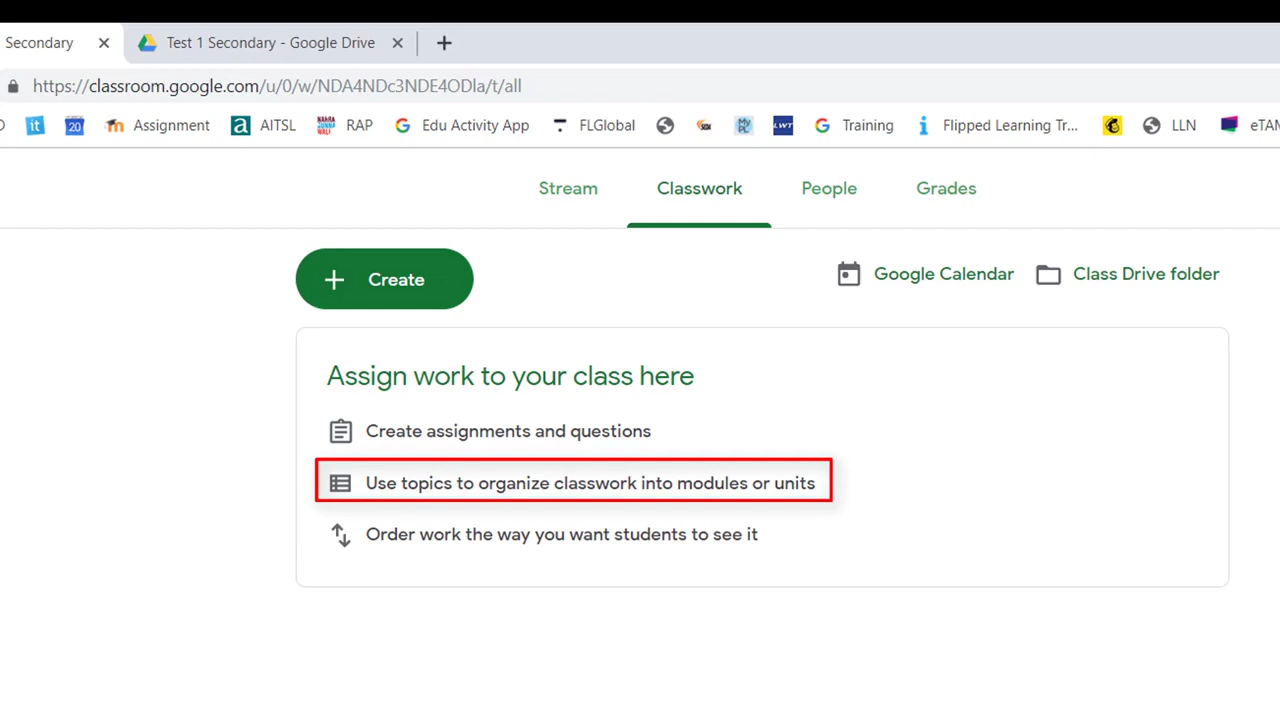 Secondary
Test 1 Secondary - Google Drive
https://classroom.google.com/u/0/w/NDA4NDc3NDE4ODla/t/all
it 20 Assignment a AITSL RAP Edu Activity App FLGlobal LWT Training Flipped Learning Tr... LLN eTAM
Stream Classwork People Grades
Create Google Calendar Class Drive folder
Assign work to your class here
Create assignments and questions
Use topics to organize classwork into modules or units
Order work the way you want students to see it